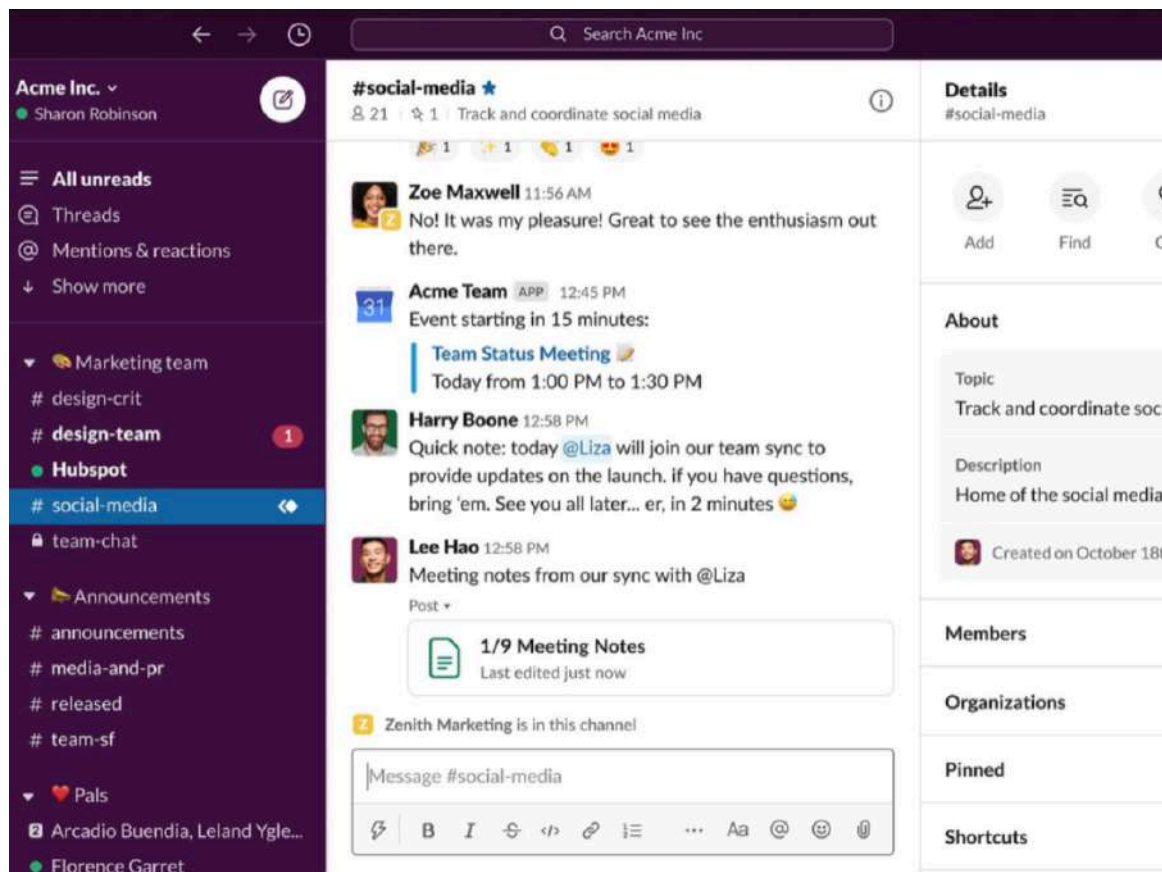 Search Acme Inc
Acme Inc.
Sharon Robinson
All unreads
Threads
@ Mentions & reactions
Show more
Marketing team
# design-crit
# design-team 1
Hubspot
# social-media
team-chat
Announcements
# announcements
# media-and-pr
# released
# team-sf
Pals
2 Arcadio Buendia, Leland Ygle...
Florence Garret
#social-media
21 | 1 | Track and coordinate social media
1 1 1 1
Zoe Maxwell 11:56 AM
Z
No! It was my pleasure! Great to see the enthusiasm out
there.
31
Acme Team APP 12:45 PM
Event starting in 15 minutes:
Team Status Meeting
Today from 1:00 PM to 1:30 PM
Harry Boone 12:58 PM
Quick note: today @Liza will join our team sync to
provide updates on the launch. if you have questions,
bring 'em. See you all later... er, in 2 minutes
Lee Hao 12:58 PM
Meeting notes from our sync with @Liza
Post
1/9 Meeting Notes
Last edited just now
Z Zenith Marketing is in this channel
Message #social-media
B I S </> ... Aa @
Details
#social-media
Add Find
About
Topic
Track and coordinate soc
Description
Home of the social media
Created on October 18
Members
Organizations
Pinned
Shortcuts